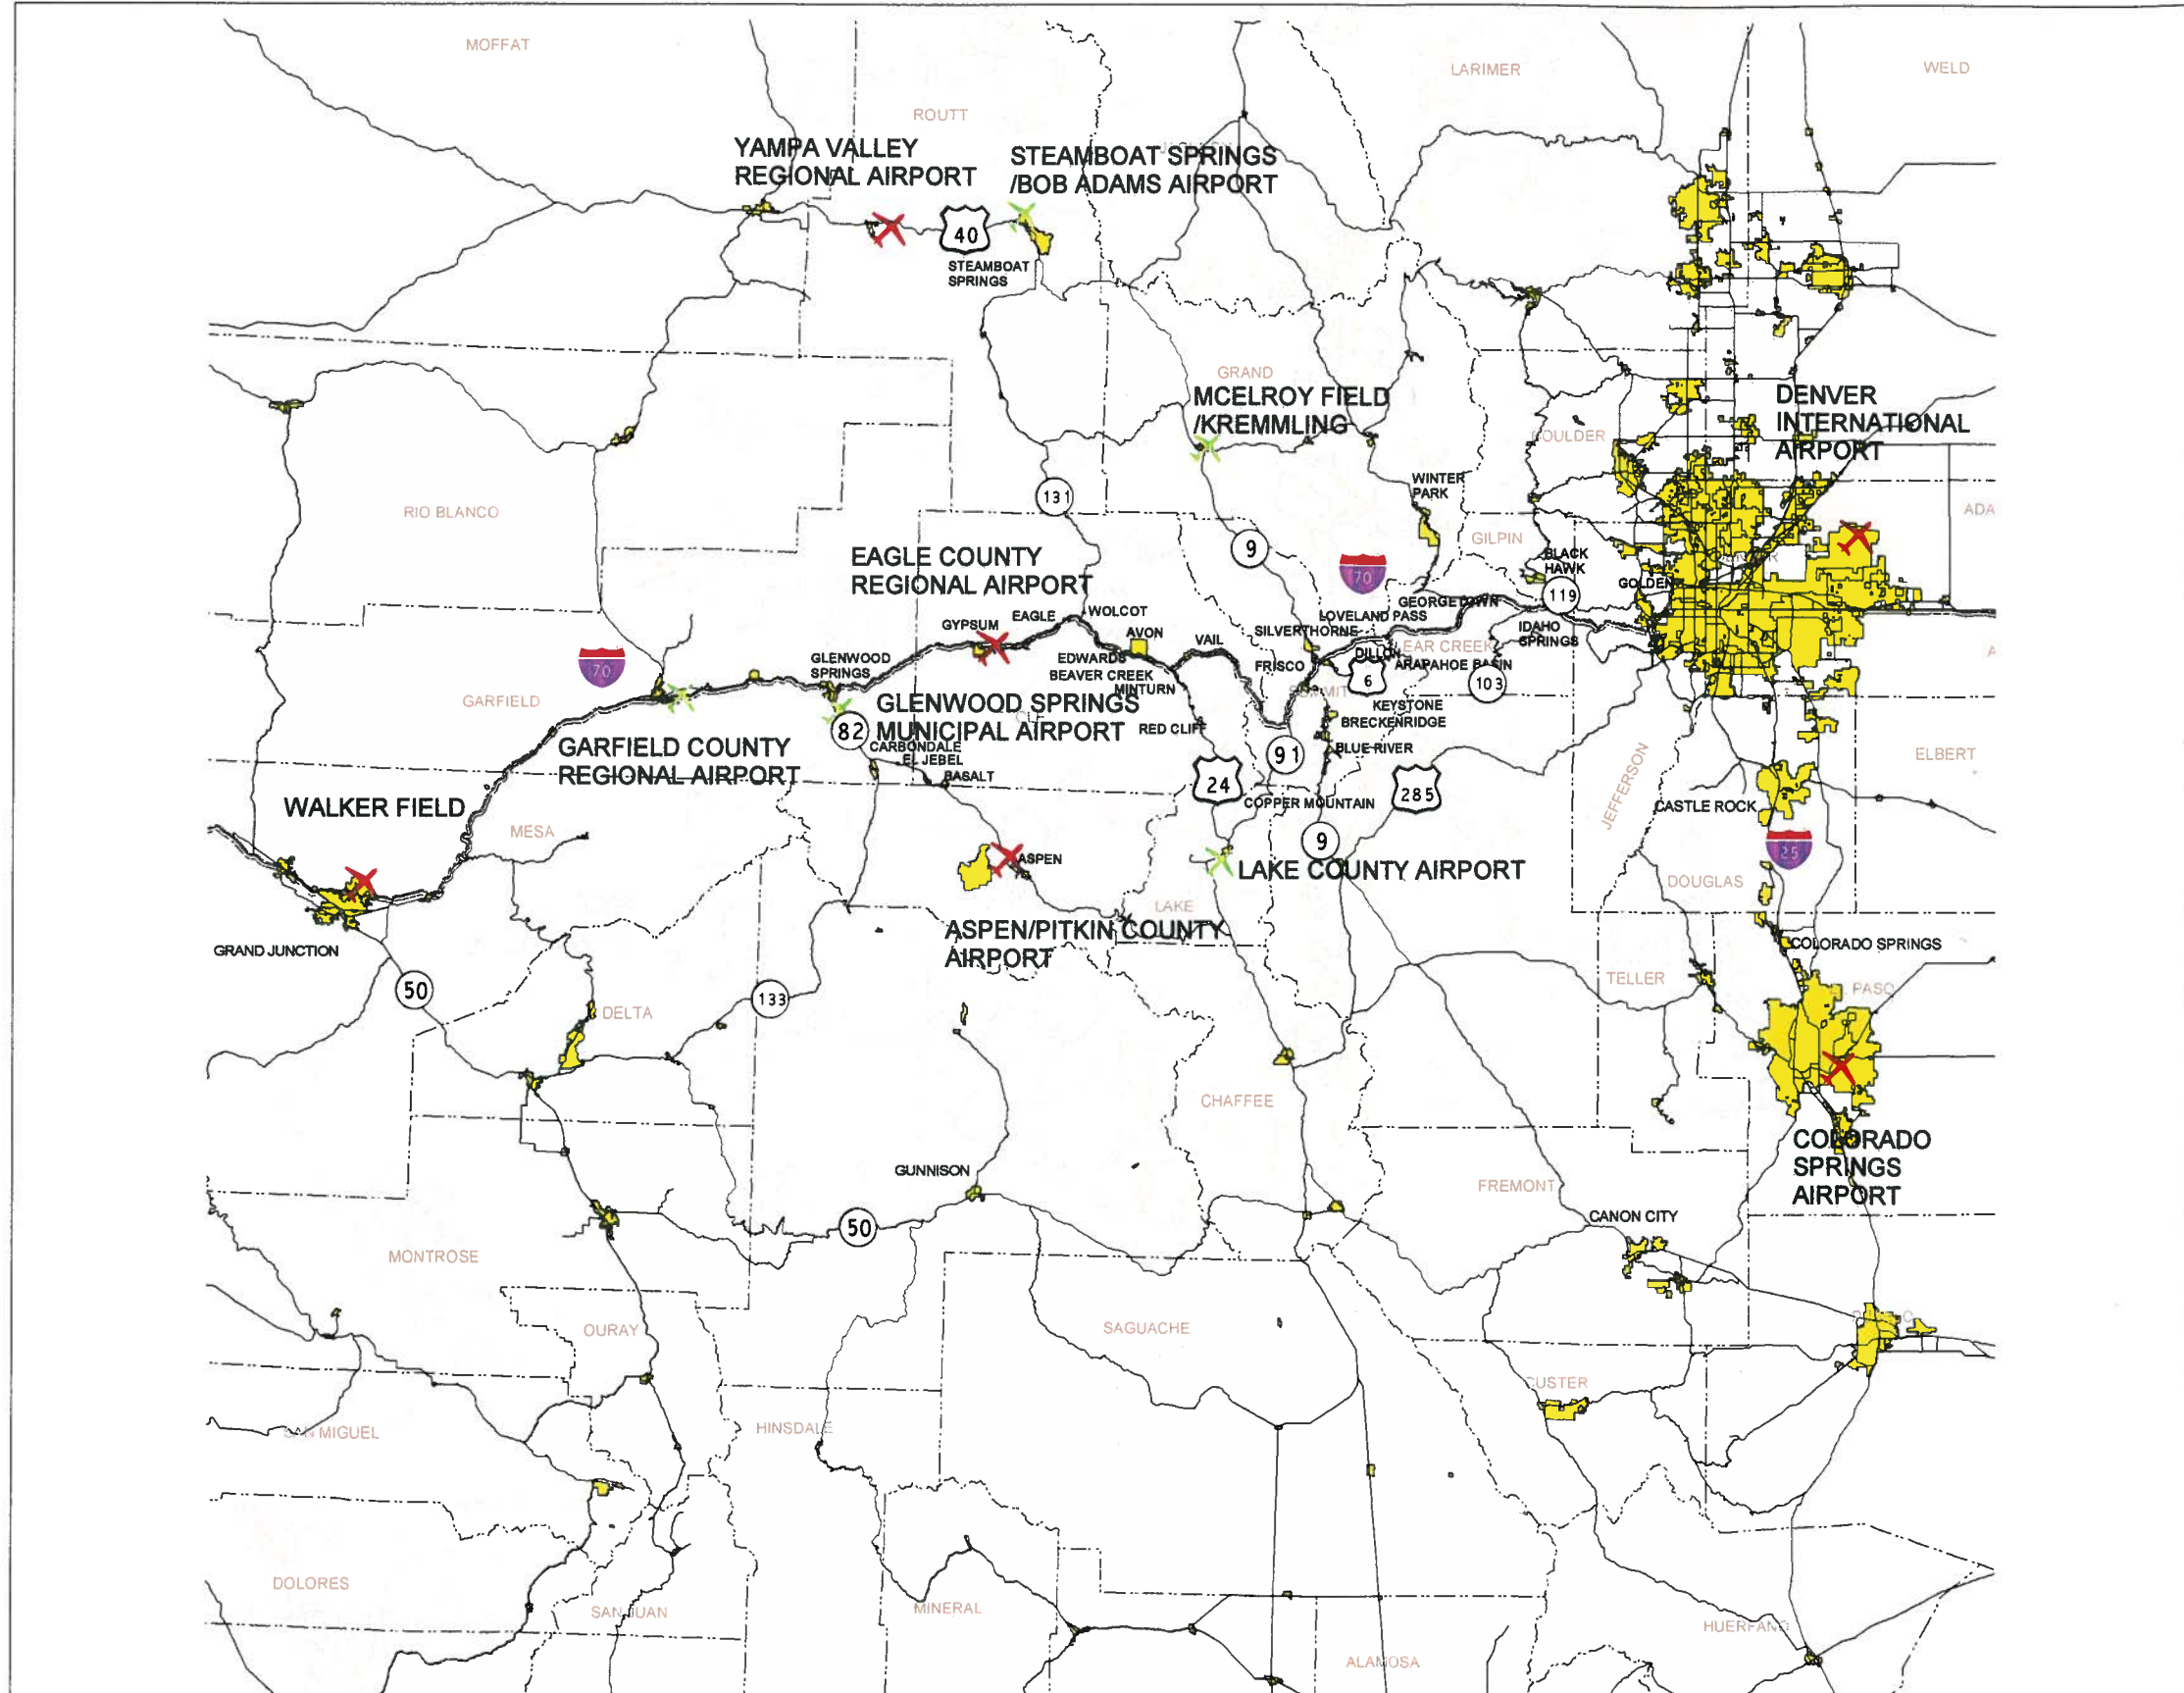 MOFFAT
LARIMER
WELD
ROUTT
YAMPA VALLEY
REGIONAL AIRPORT
STEAMBOAT SPRINGS
/BOB ADAMS AIRPORT
40
STEAMBOAT
SPRINGS
GRAND
MCELROY FIELD
/KREMMLING
DENVER
INTERNATIONAL
AIRPORT
OULDER
WINTER
PARK
131
RIO BLANCO
ADA
9
GILPIN
EAGLE COUNTY
REGIONAL AIRPORT
70
BLACK
HAWK
GOLDEN
119
GEORGETOWN
LOVELAND PASS
WOLCOT
EAGLE
GYPSUM
AVON
VAIL
SILVERTHORNE
IDAHO
SPRINGS
EAR CREEK
DILLON
70
GLENWOOD
SPRINGS
EDWARDS
BEAVER CREEK
MINTURN
FRISCO
ARAPAHOE BASIN
6
103
SUMMIT
GARFIELD
GLENWOOD SPRINGS
MUNICIPAL AIRPORT
KEYSTONE
BRECKENRIDGE
RED CLIFF
82
CARBONDALE
EL JEBEL
BASALT
BLUE RIVER
91
ELBERT
GARFIELD COUNTY
REGIONAL AIRPORT
24
285
COPPER MOUNTAIN
JEFFERSON
CASTLE ROCK
WALKER FIELD
MESA
9
25
ASPEN
LAKE COUNTY AIRPORT
DOUGLAS
LAKE
ASPEN/PITKIN COUNTY
AIRPORT
GRAND JUNCTION
COLORADO SPRINGS
50
133
TELLER
PASO
DELTA
CHAFFEE
COLORADO
SPRINGS
AIRPORT
GUNNISON
FREMONT
CANON CITY
50
MONTROSE
OURAY
SAGUACHE
CUSTER
SAN MIGUEL
HINSDALE
DOLORES
SAN JUAN
MINERAL
HUERFANO
ALAMOSA